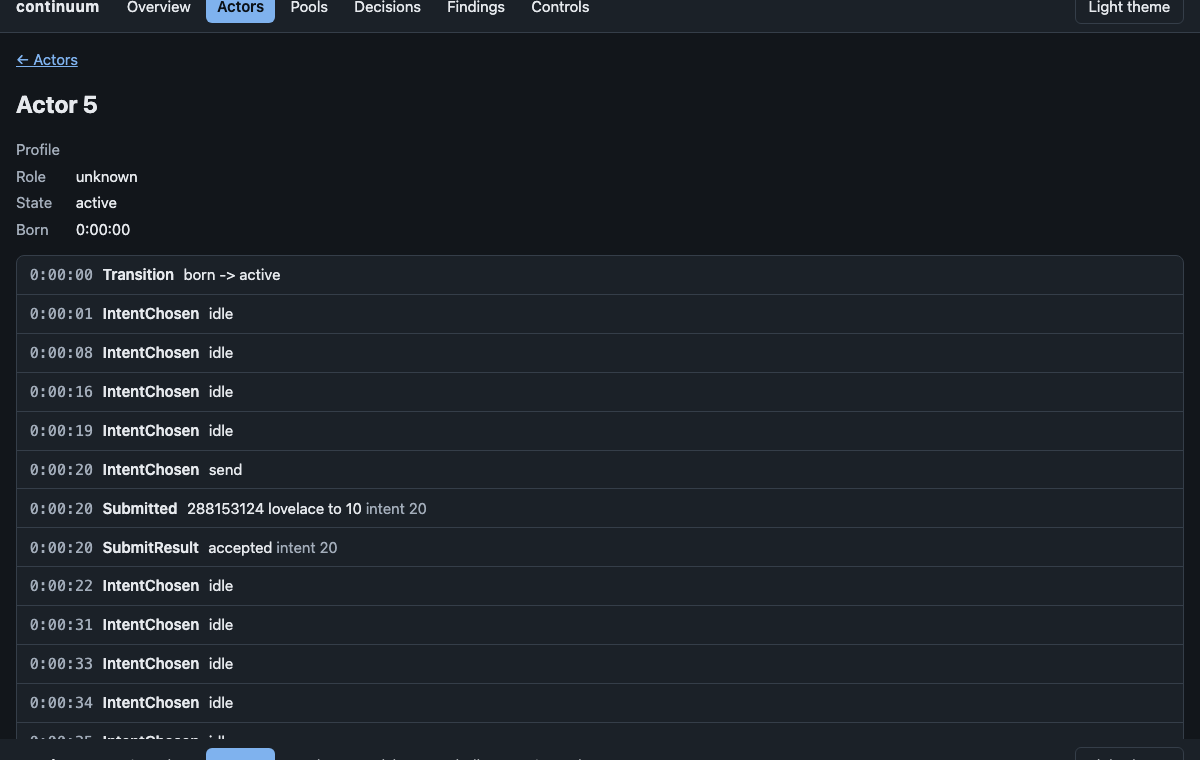 continuum Overview Actors Pools Decisions Findings Controls Light theme
← Actors
Actor 5
Profile
Role unknown
State active
Born 0:00:00
0:00:00 Transition born -> active
0:00:01 IntentChosen idle
0:00:08 IntentChosen idle
0:00:16 IntentChosen idle
0:00:19 IntentChosen idle
0:00:20 IntentChosen send
0:00:20 Submitted 288153124 lovelace to 10 intent 20
0:00:20 SubmitResult accepted intent 20
0:00:22 IntentChosen idle
0:00:31 IntentChosen idle
0:00:33 IntentChosen idle
0:00:34 IntentChosen idle